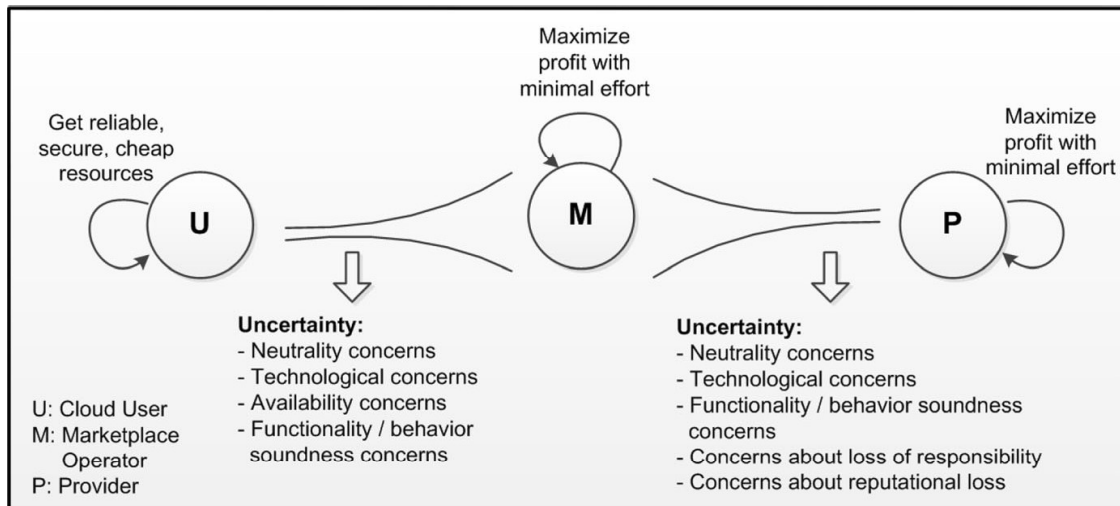 Maximize
profit with
minimal effort
Get reliable,
secure, cheap
resources
Maximize
profit with
minimal effort
U
M
P
Uncertainty:
- Neutrality concerns
- Technological concerns
- Availability concerns
- Functionality / behavior
soundness concerns
Uncertainty:
- Neutrality concerns
- Technological concerns
- Functionality / behavior soundness
concerns
- Concerns about loss of responsibility
- Concerns about reputational loss
U: Cloud User
M: Marketplace
Operator
P: Provider